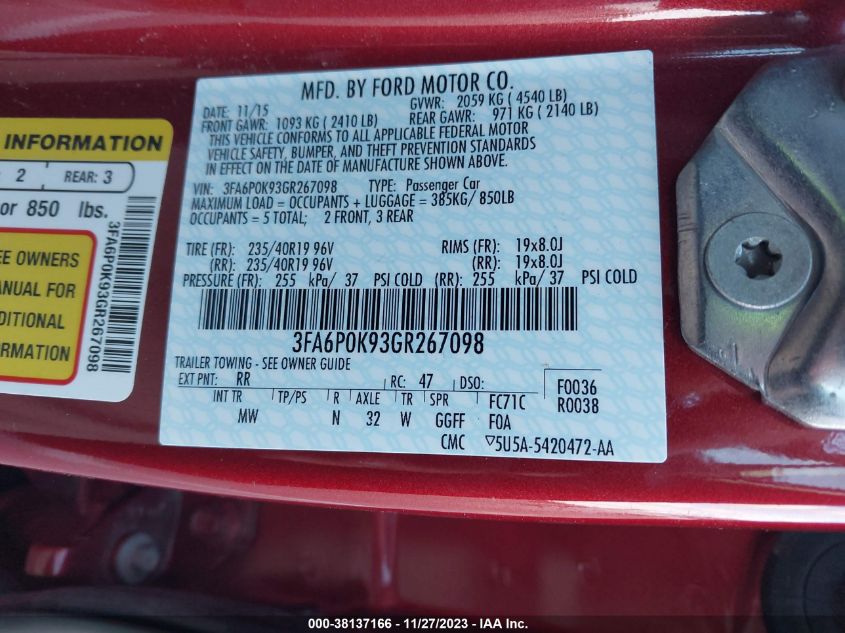 INFORMATION
2 REAR: 3
or 850 lbs.
EE OWNERS
ANUAL FOR
DDITIONAL
FORMATION
3FA6P0K93GR267098
MFD. BY FORD MOTOR CO.
DATE: 11/15 GVWR: 2059 KG ( 4540 LB)
FRONT GAWR: 1093 KG ( 2410 LB) REAR GAWR: 971 KG ( 2140 LB)
THIS VEHICLE CONFORMS TO ALL APPLICABLE FEDERAL MOTOR
VEHICLE SAFETY, BUMPER, AND THEFT PREVENTION STANDARDS
IN EFFECT ON THE DATE OF MANUFACTURE SHOWN ABOVE.
VIN: 3FA6P0K93GR267098 TYPE: Passenger Car
MAXIMUM LOAD = OCCUPANTS + LUGGAGE = 385KG/ 850LB
OCCUPANTS = 5 TOTAL; 2 FRONT, 3 REAR
TIRE (FR): 235/40R19 96V RIMS (FR): 19x8.0J
(RR): 235/40R19 96V (RR): 19x8.0J
PRESSURE (FR): 255 kPa/ 37 PSI COLD (RR): 255 kPa/ 37 PSI COLD
3FA6P0K93GR267098
TRAILER TOWING - SEE OWNER GUIDE
EXT PNT: RR RC: 47 DSO: F0036
INT TR TP/PS R AXLE TR SPR FC71C R0038
MW N 32 W GGFF F0A
CMC ▽5U5A-5420472-AA
000-38137166 - 11/27/2023 - IAA Inc.